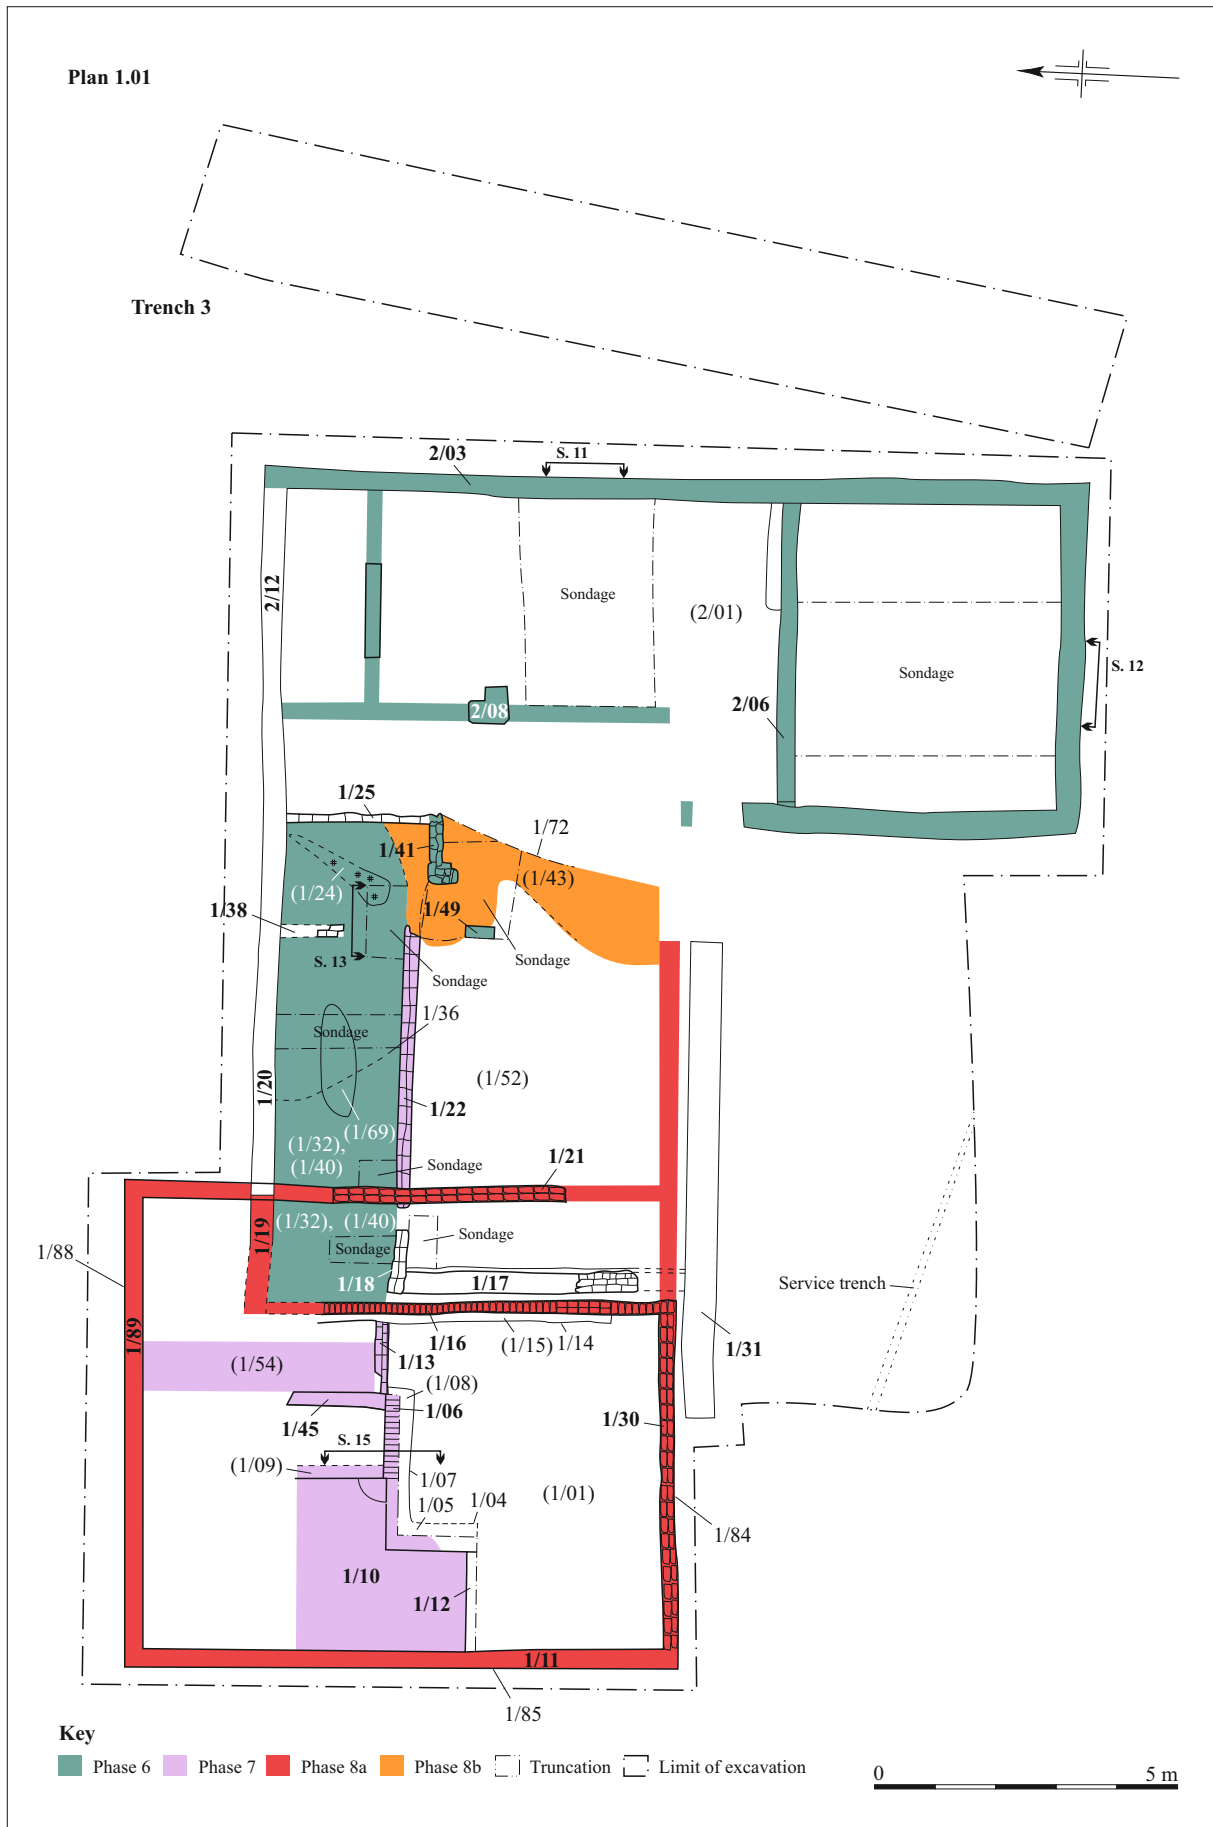 Plan 1.01
Trench 3
2/03
S. 11
2/12
Sondage
(2/01)
Sondage
S. 12
2/08
2/06
1/25
1/72
1/41
(1/24)
(1/43)
1/38
1/49
S. 13
Sondage
Sondage
Sondage
1/36
1/20
(1/52)
1/22
(1/69)
(1/32),
(1/40)
Sondage
1/21
1/19
(1/32), (1/40)
Sondage
Sondage
1/88
1/18
1/17
Service trench
1/89
1/16
(1/15)
1/14
1/31
(1/54)
1/13
(1/08)
1/45
1/06
1/30
S. 15
(1/09)
1/07
1/05
1/04
(1/01)
1/84
1/10
1/12
1/11
1/85
Key
Phase 6
Phase 7
Phase 8a
Phase 8b
Truncation
Limit of excavation
0
5 m